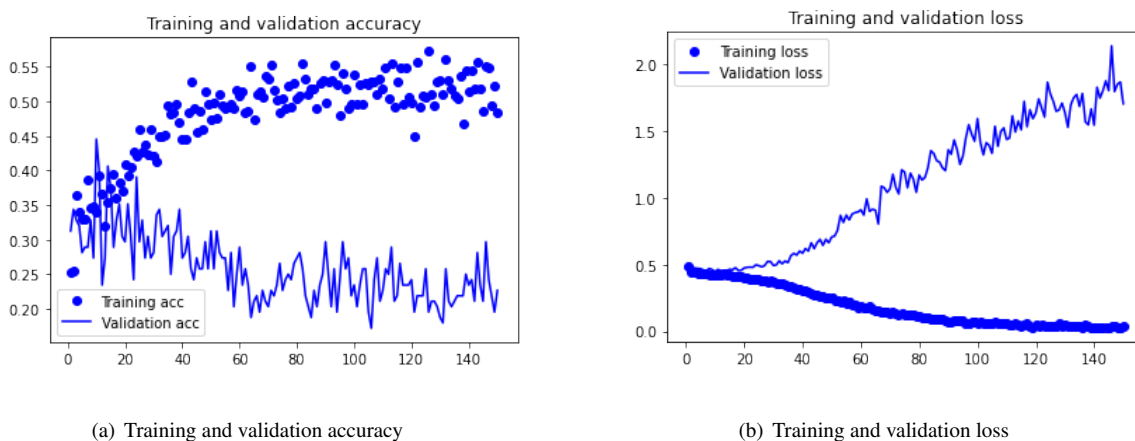 Training and validation accuracy
0.55
0.50
0.45
0.40
0.35
0.30
0.25
0.20
Training acc
Validation acc
0 20 40 60 80 100 120 140
(a) Training and validation accuracy
Training and validation loss
Training loss
Validation loss
2.0
1.5
1.0
0.5
0.0
0 20 40 60 80 100 120 140
(b) Training and validation loss